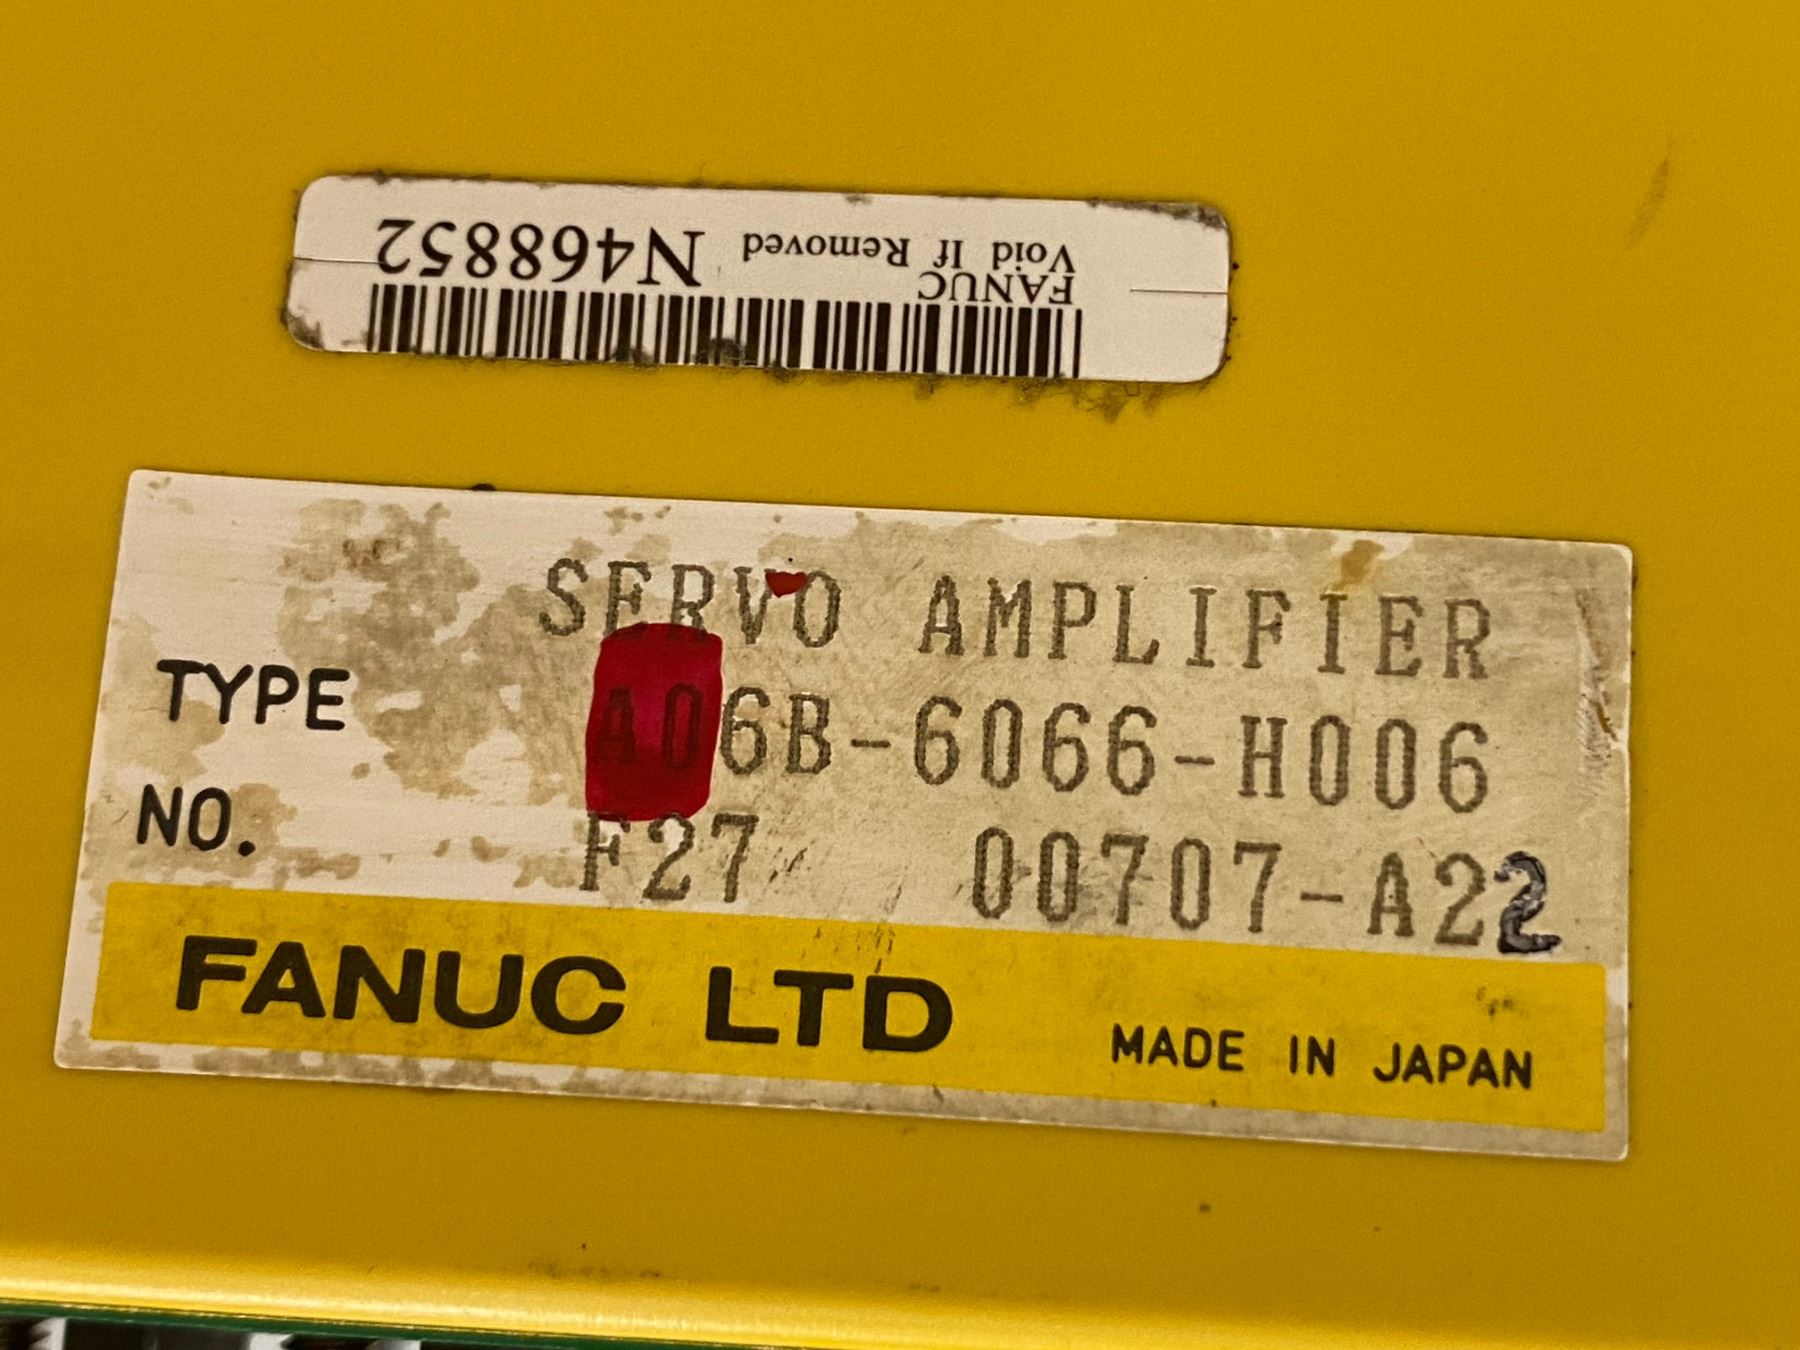 FANUC
Void If Removed N468852
SERVO AMPLIFIER
TYPE A06B-6066-H006
NO. F27 00707-A22
FANUC LTD MADE IN JAPAN